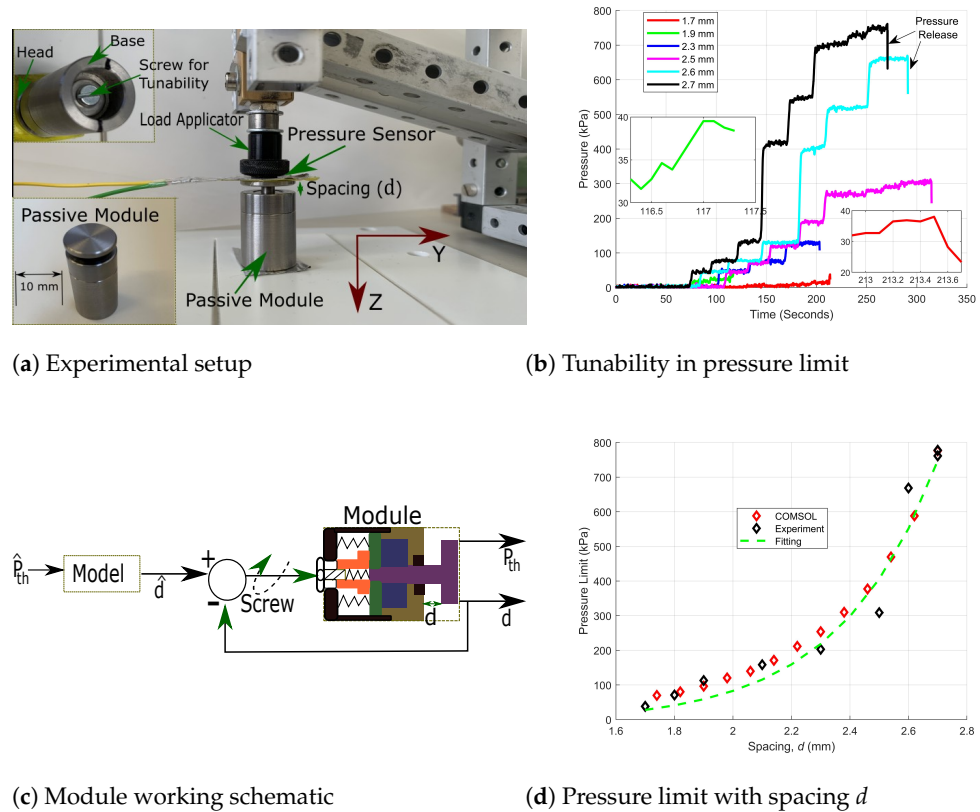 Head
Base
Screw for
Tunability
Load Applicator
Pressure Sensor
Spacing (d)
Passive Module
10 mm
Passive Module
Y
Z
(a) Experimental setup
800
700
600
500
400
300
200
100
0
Pressure (kPa)
1.7 mm
1.9 mm
2.3 mm
2.5 mm
2.6 mm
2.7 mm
Pressure
Release
40
35
30
116.5
117
117.5
40
30
20
213
213.2
213.4
213.6
0
50
100
150
200
250
300
350
Time (Seconds)
(b) Tunability in pressure limit
P̂th
Model
d̂
+
-
Screw
Module
d
Pth
d
(c) Module working schematic
800
700
600
500
400
300
200
100
0
Pressure Limit (kPa)
COMSOL
Experiment
Fitting
1.6
1.8
2
2.2
2.4
2.6
2.8
Spacing, d (mm)
(d) Pressure limit with spacing d